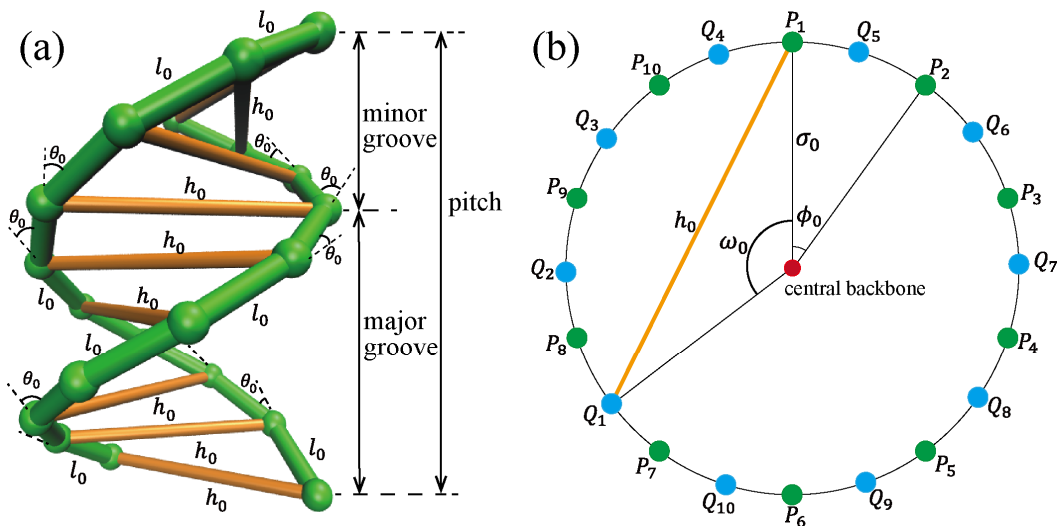 (a)
l₀
l₀
h₀
θ₀
θ₀
θ₀
h₀
θ₀
h₀
θ₀
l₀
h₀
l₀
l₀
θ₀
θ₀
h₀
h₀
l₀
l₀
h₀
minor
groove
pitch
major
groove
(b)
P₁
Q₄
Q₅
P₁₀
P₂
Q₃
Q₆
σ₀
P₉
P₃
h₀
ω₀
ϕ₀
Q₂
Q₇
central backbone
P₈
P₄
Q₁
Q₈
P₇
P₅
Q₁₀
P₆
Q₉